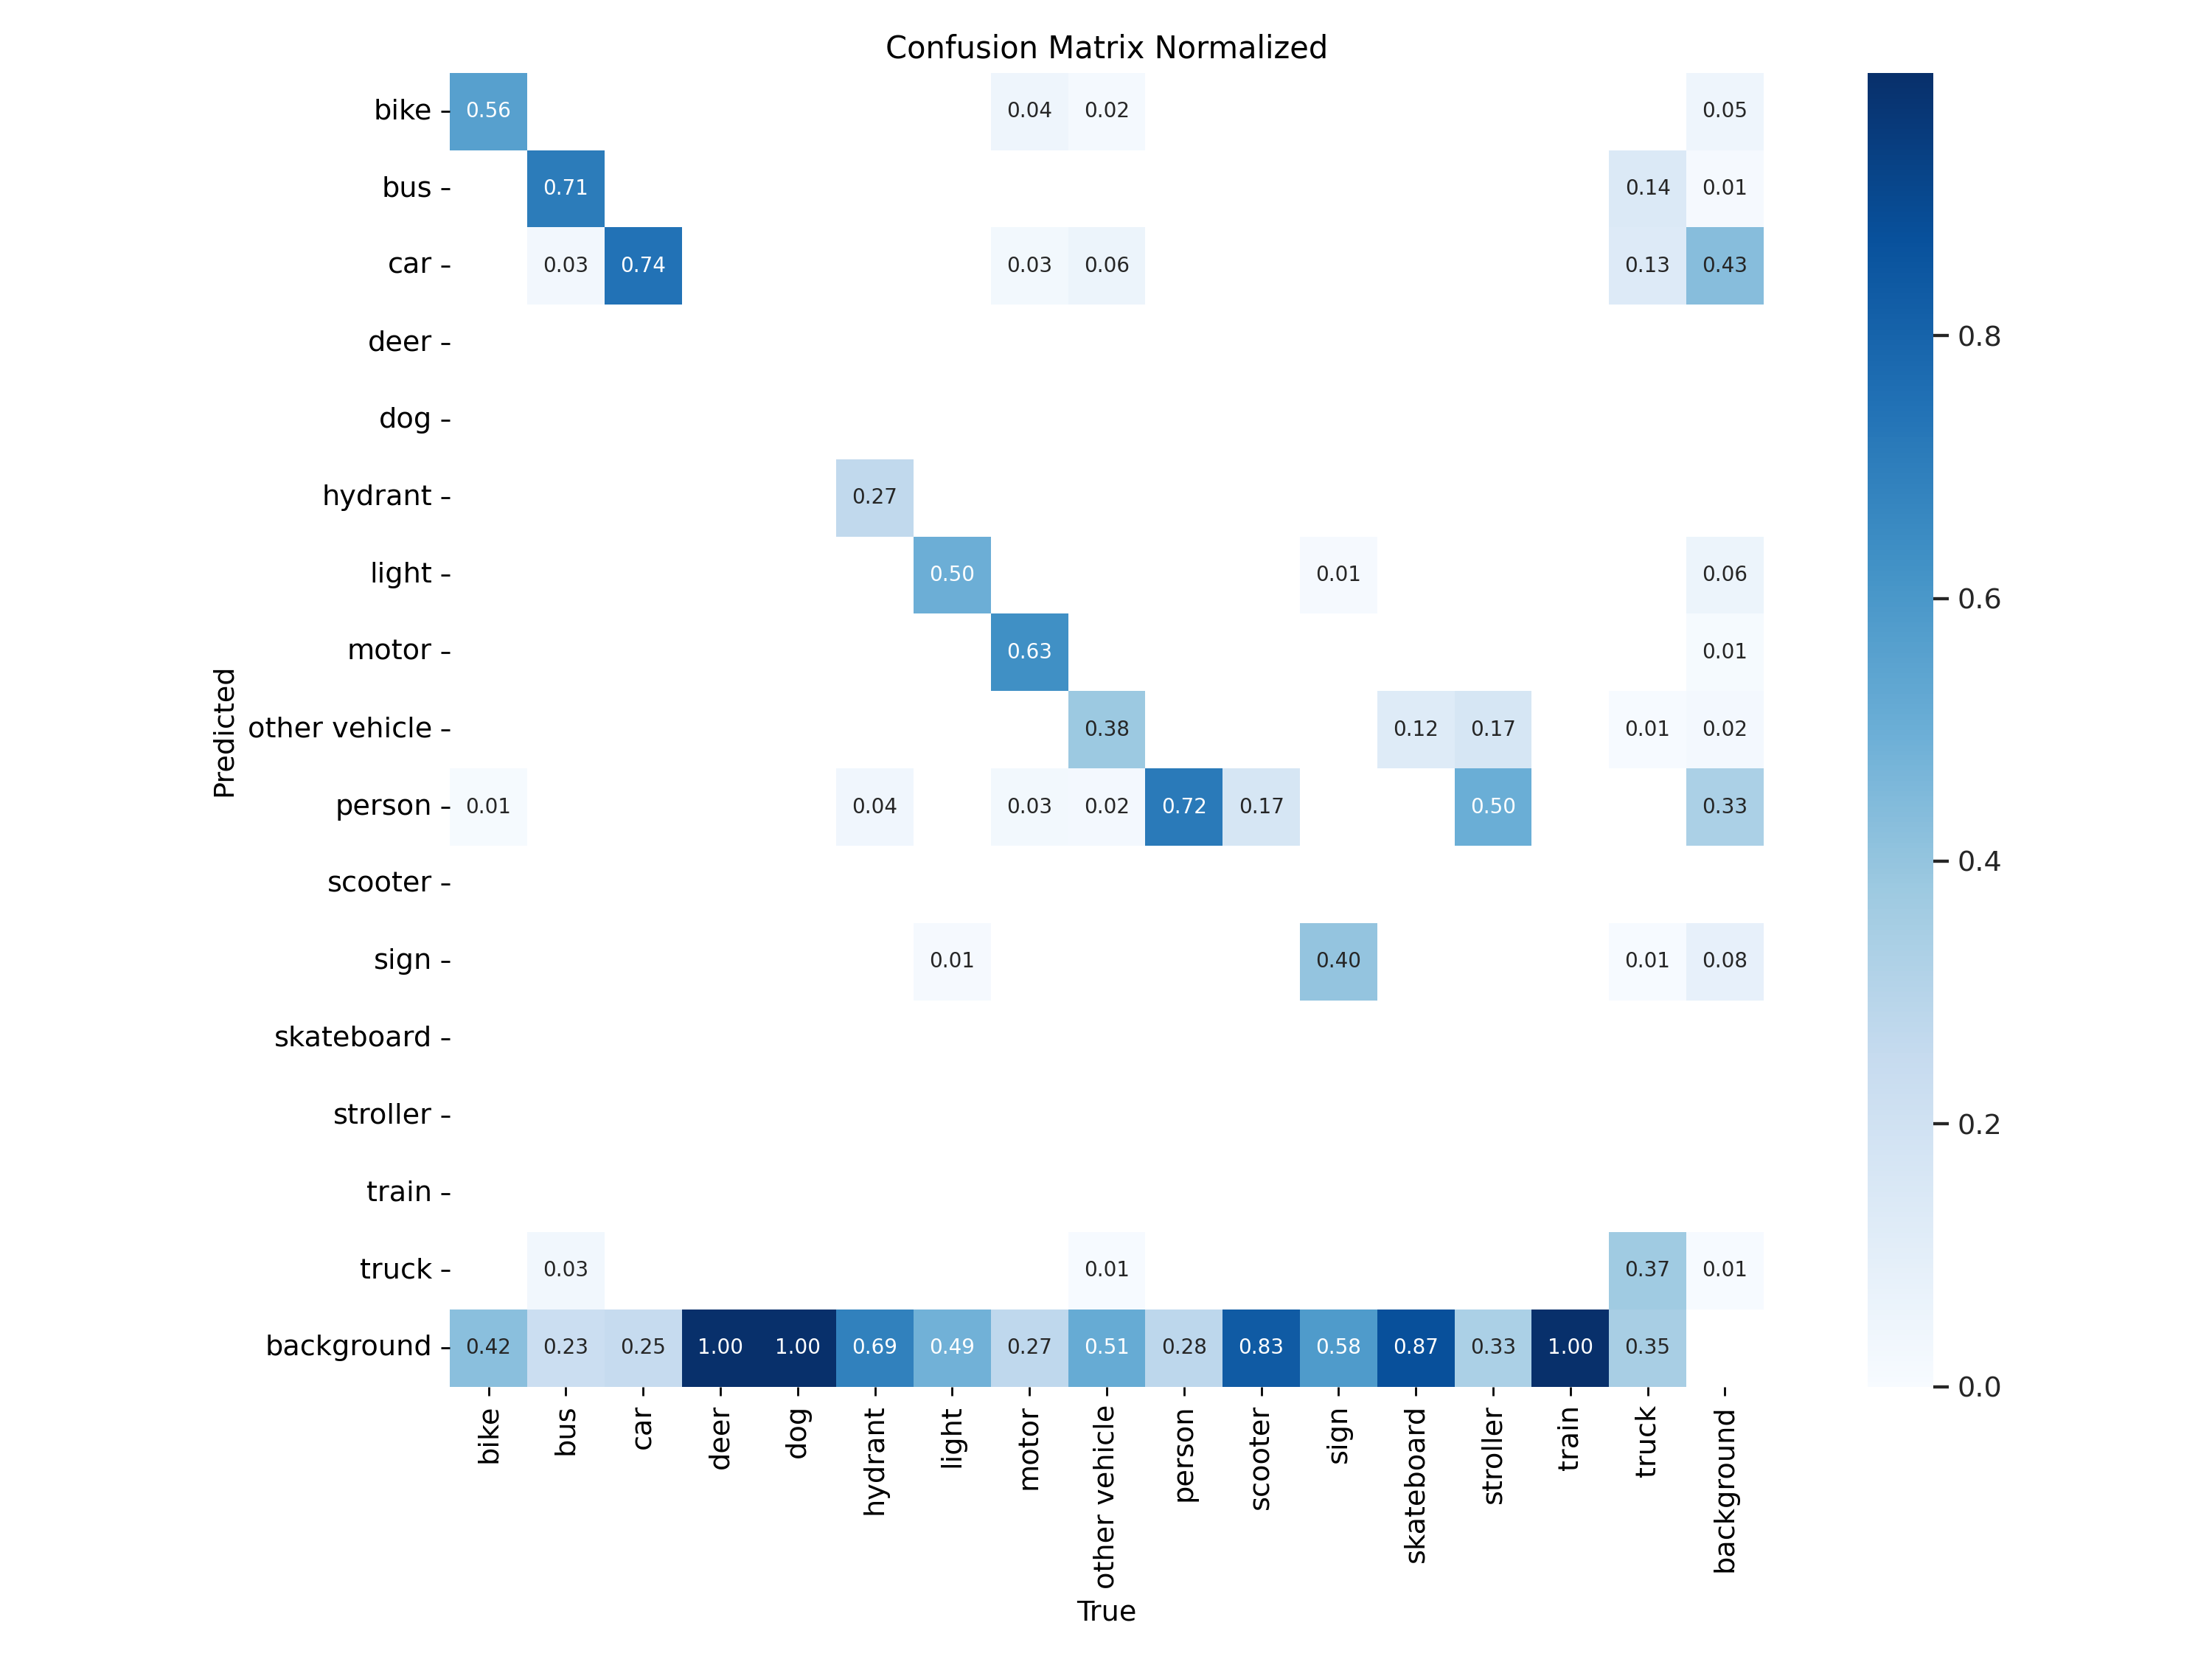 Confusion Matrix Normalized
bike 0.56 0.04 0.02 0.05
bus 0.71 0.14 0.01
car 0.03 0.74 0.03 0.06 0.13 0.43
deer
dog
hydrant 0.27
light 0.50 0.01 0.06
motor 0.63 0.01
other vehicle 0.38 0.12 0.17 0.01 0.02
person 0.01 0.04 0.03 0.02 0.72 0.17 0.50 0.33
scooter
sign 0.01 0.40 0.01 0.08
skateboard
stroller
train
truck 0.03 0.01 0.37 0.01
background 0.42 0.23 0.25 1.00 1.00 0.69 0.49 0.27 0.51 0.28 0.83 0.58 0.87 0.33 1.00 0.35
Predicted
bike bus car deer dog hydrant light motor other vehicle person scooter sign skateboard stroller train truck background
True
0.8
0.6
0.4
0.2
0.0